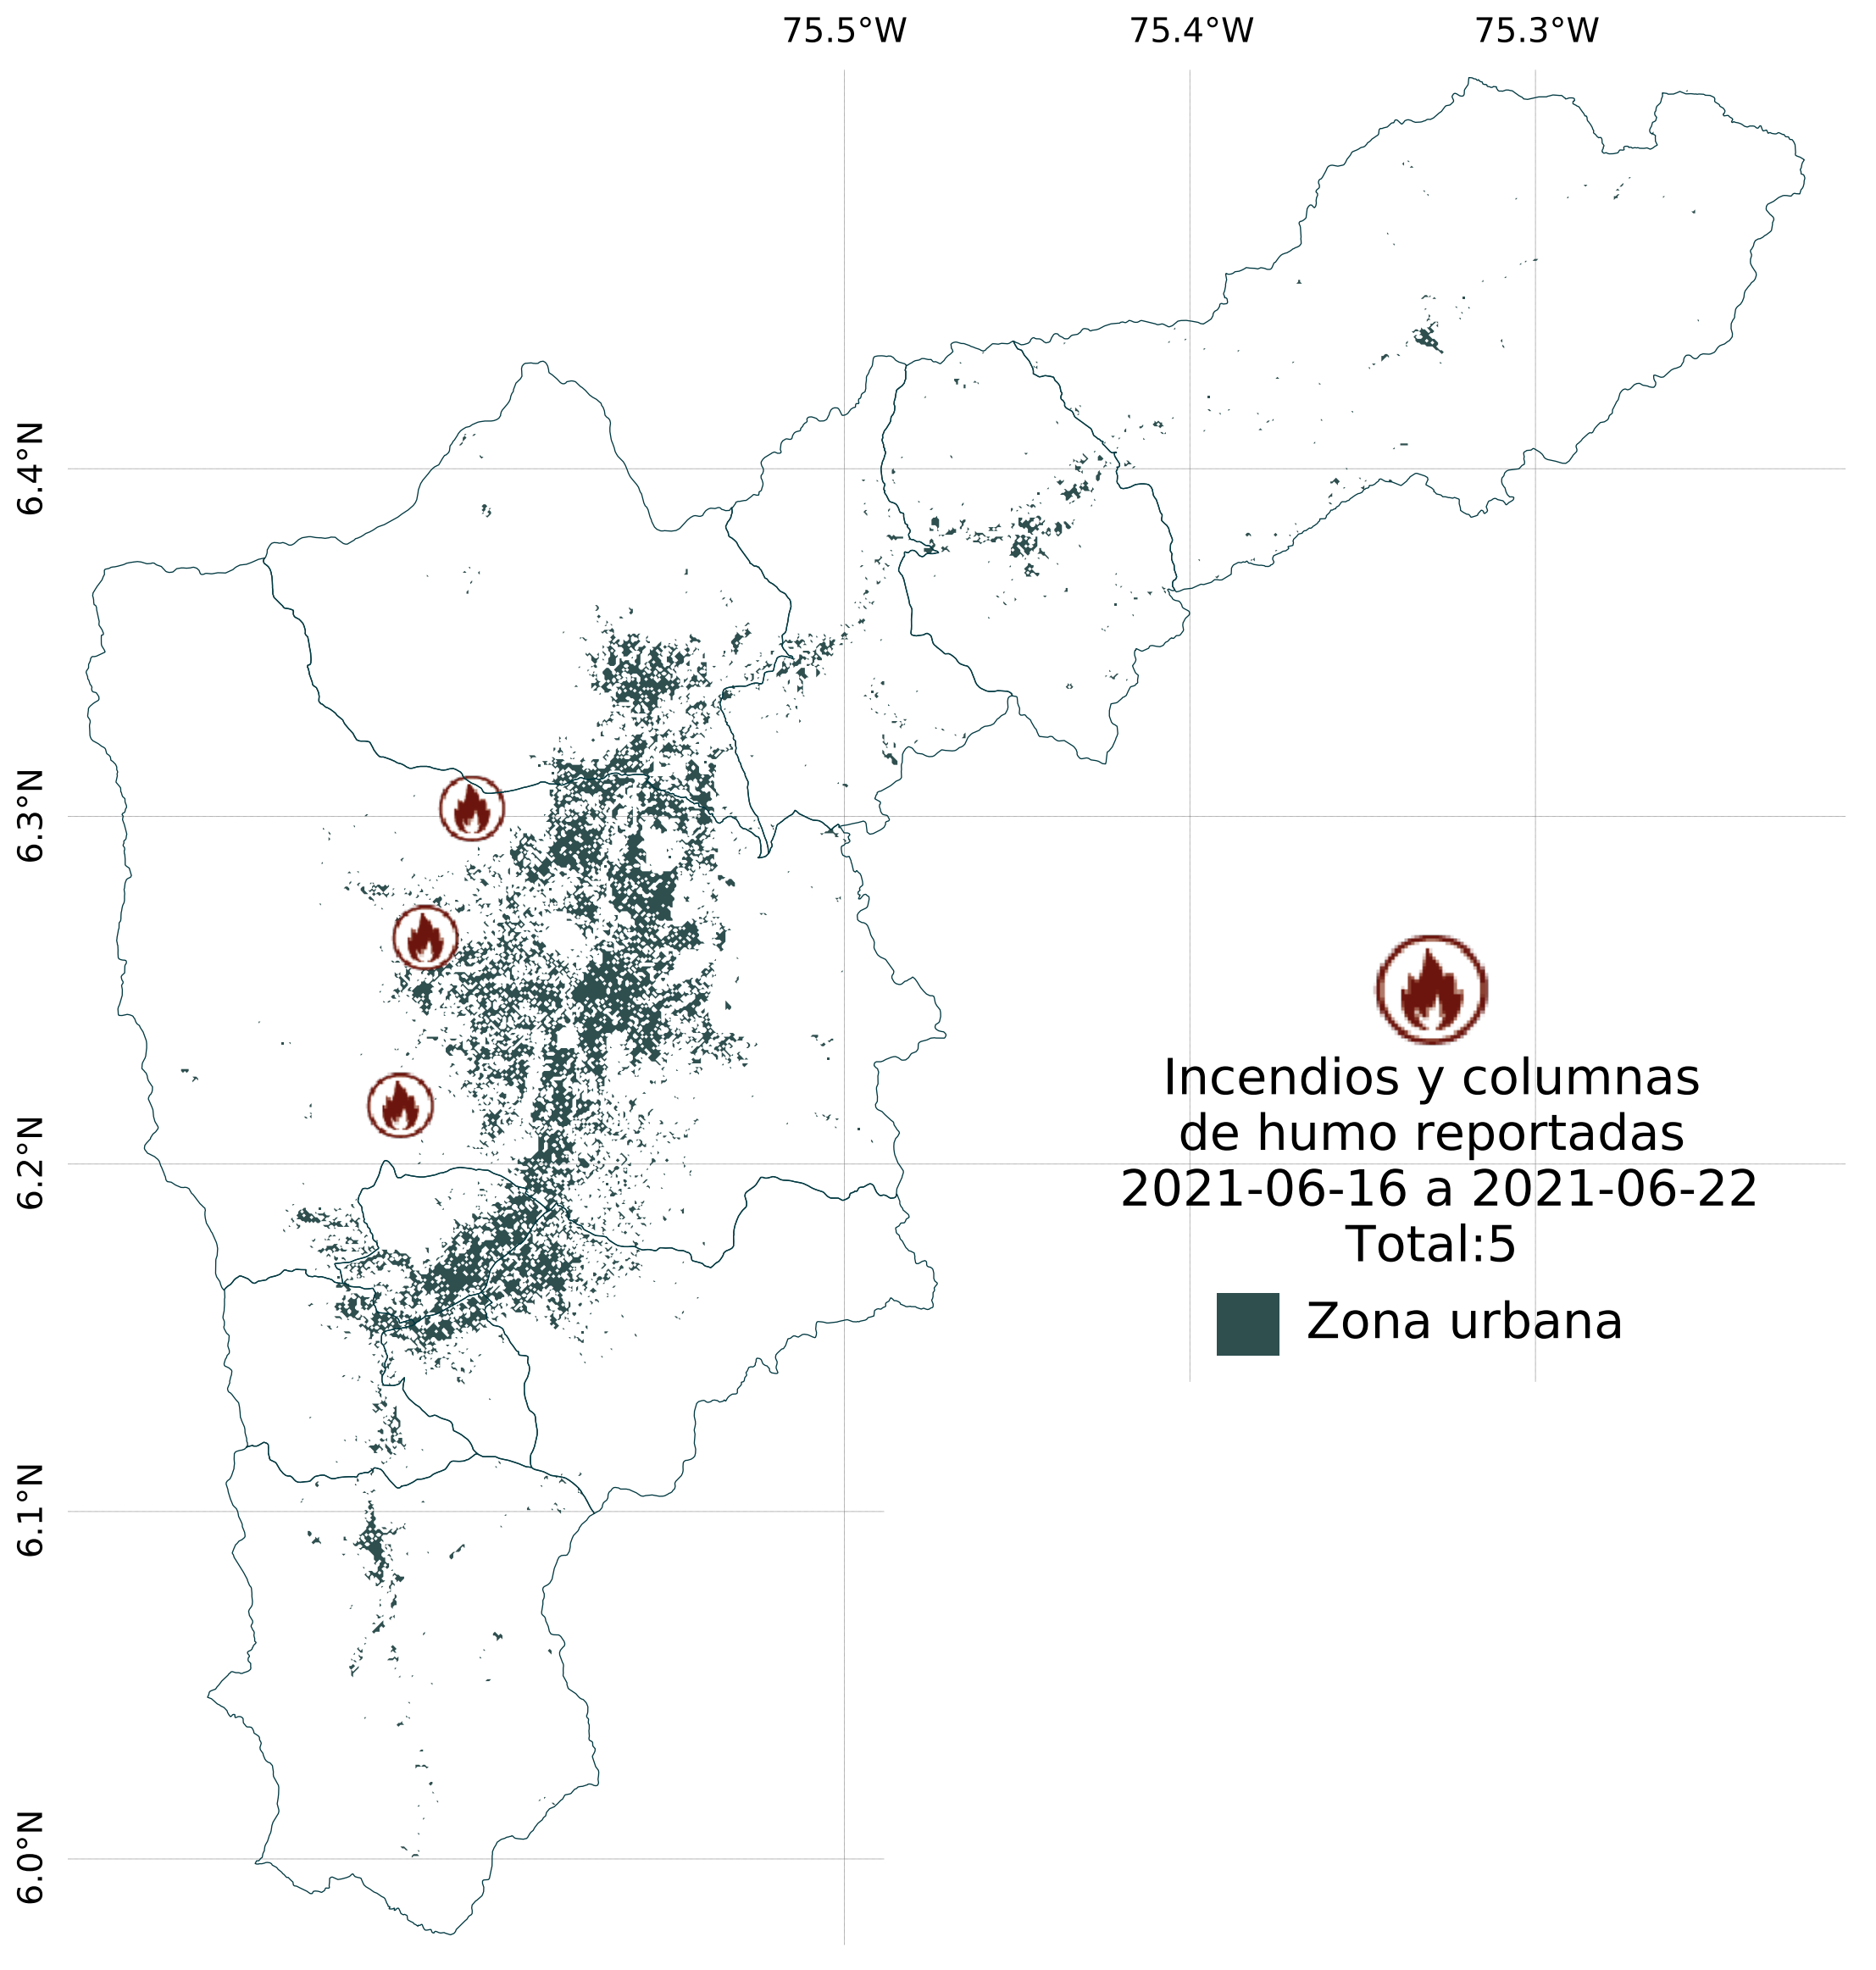 75.5°W 75.4°W 75.3°W
6.4°N
6.3°N
6.2°N
6.1°N
6.0°N
Incendios y columnas
de humo reportadas
2021-06-16 a 2021-06-22
Total:5
Zona urbana